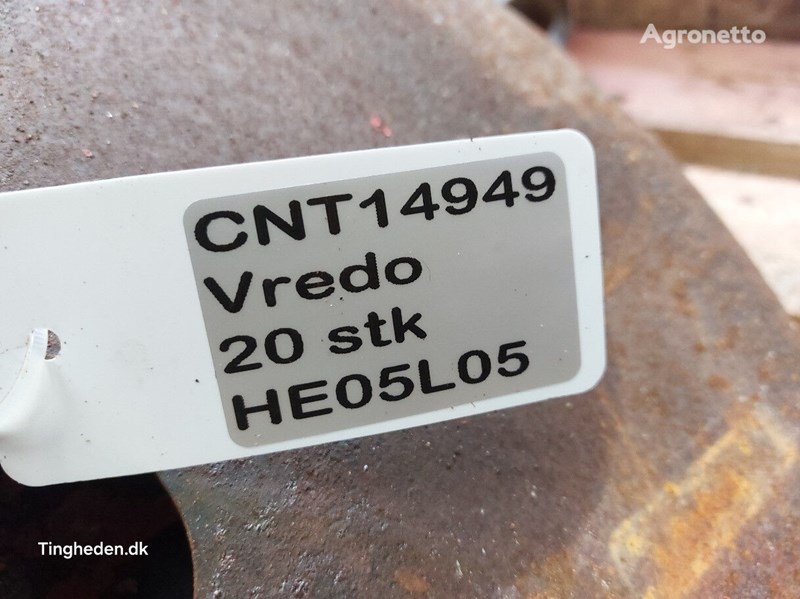 Agronetto
CNT14949
Vredo
20 stk
HE05L05
Tingheden.dk